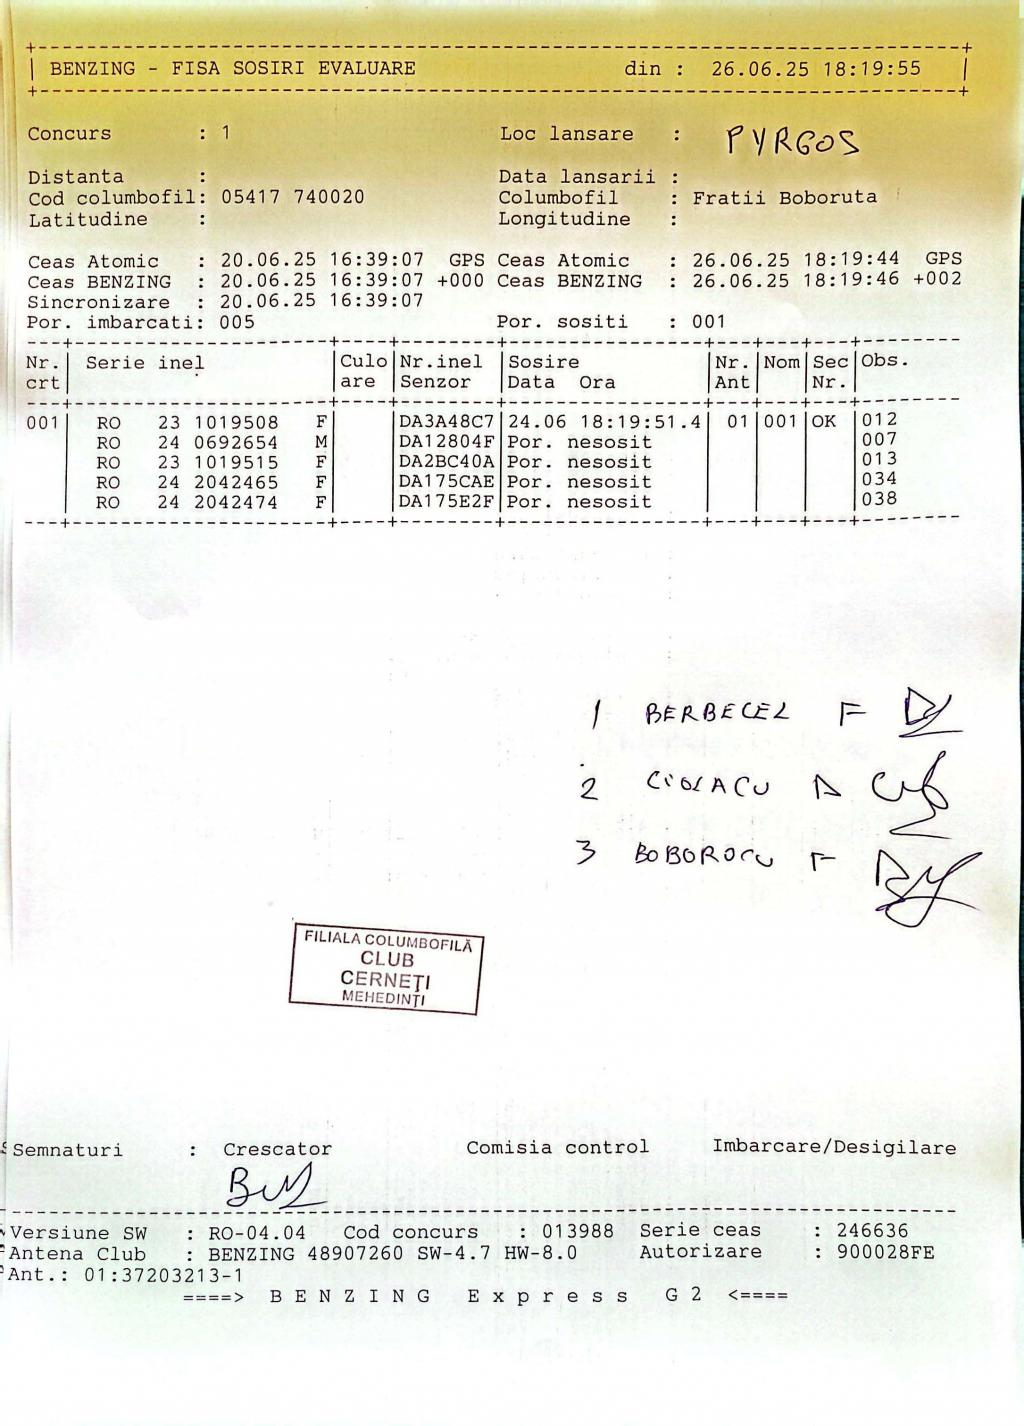 BENZING - FISA SOSIRI EVALUARE din : 26.06.25 18:19:55
Concurs : 1 Loc lansare : PYRGOS
Distanta : Data lansarii :
Cod columbofil: 05417 740020 Columbofil : Fratii Boboruta
Latitudine : Longitudine :
Ceas Atomic : 20.06.25 16:39:07 GPS Ceas Atomic : 26.06.25 18:19:44 GPS
Ceas BENZING : 20.06.25 16:39:07 +000 Ceas BENZING : 26.06.25 18:19:46 +002
Sincronizare : 20.06.25 16:39:07
Por. imbarcati: 005 Por. sositi : 001
Nr. Serie inel Culo Nr.inel Sosire Nr. Nom Sec Obs.
crt are Senzor Data Ora Ant Nr.
001 RO 23 1019508 F DA3A48C7 24.06 18:19:51.4 01 001 OK 012
RO 24 0692654 M DA12804F Por. nesosit 007
RO 23 1019515 F DA2BC40A Por. nesosit 013
RO 24 2042465 F DA175CAE Por. nesosit 034
RO 24 2042474 F DA175E2F Por. nesosit 038
1 BERBECEL F
2 CIOLACU
3 F
FILIALA COLUMBOFILĂ
CLUB
CERNEȚI
MEHEDINȚI
Semnaturi : Crescator Comisia control Imbarcare/Desigilare
Versiune SW : RO-04.04 Cod concurs : 013988 Serie ceas : 246636
Antena Club : BENZING 48907260 SW-4.7 HW-8.0 Autorizare : 900028FE
Ant.: 01:37203213-1
====> B E N Z I N G E x p r e s s G 2 <====